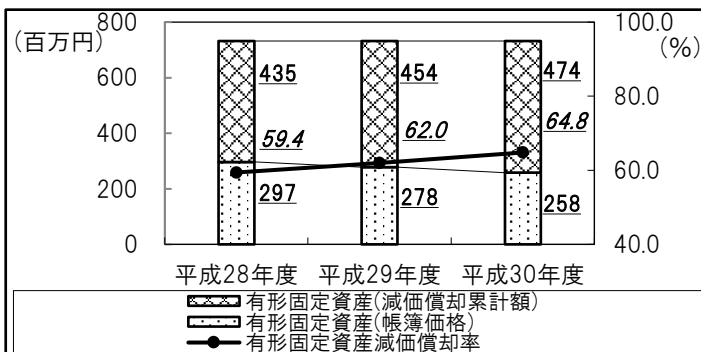 800 100.0
(百万円) (%)
435 454 474
600 80.0
59.4 62.0 64.8
400 60.0
297 278 258
200
0 40.0
平成28年度 平成29年度 平成30年度
有形固定資産(減価償却累計額)
有形固定資産(帳簿価格)
有形固定資産減価償却率